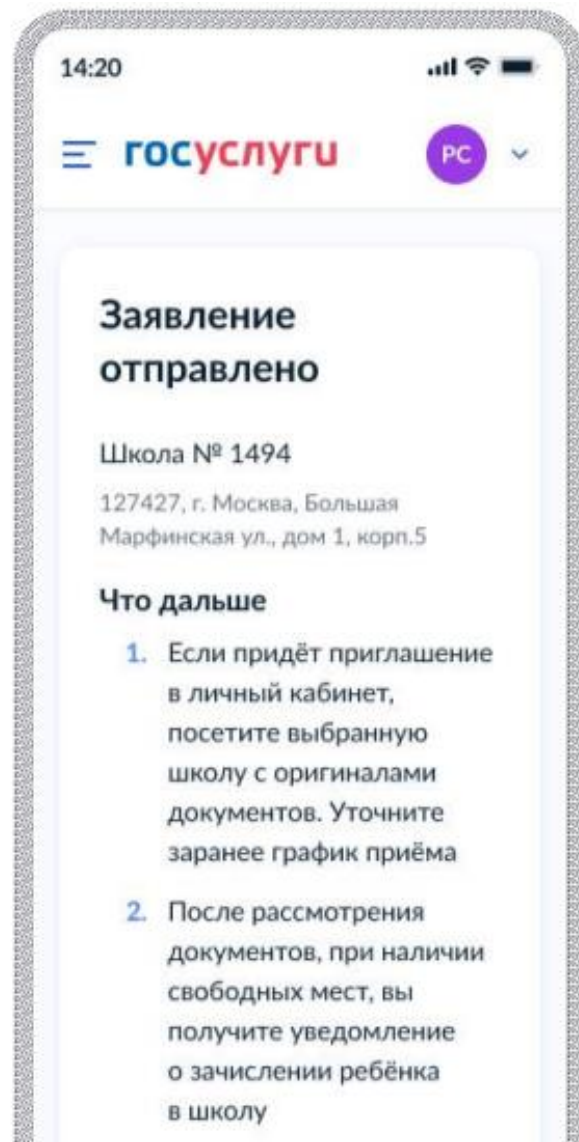 14:20
госуслуги
РС
Заявление
отправлено
Школа № 1494
127427, г. Москва, Большая
Марфинская ул., дом 1, корп.5
Что дальше
1. Если придёт приглашение
в личный кабинет,
посетите выбранную
школу с оригиналами
документов. Уточните
заранее график приёма
2. После рассмотрения
документов, при наличии
свободных мест, вы
получите уведомление
о зачислении ребёнка
в школу